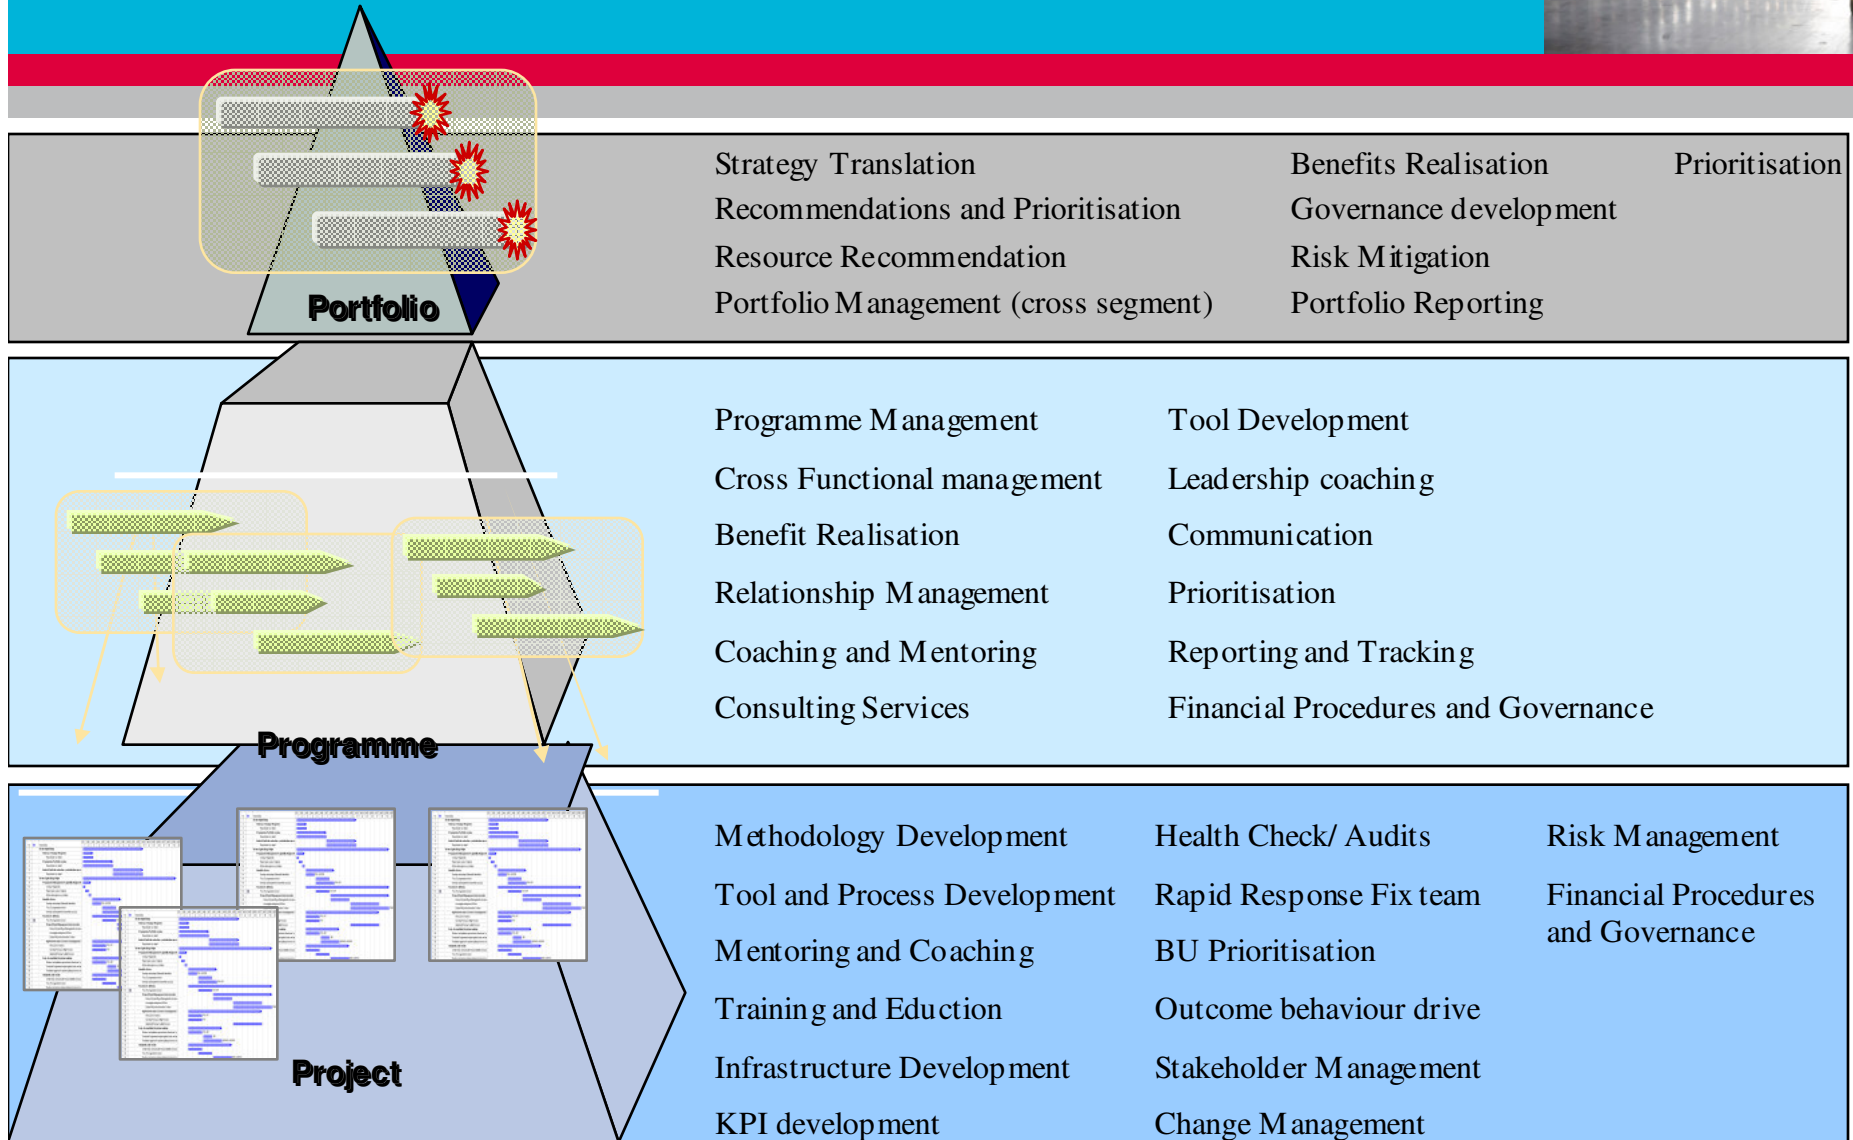 Portfolio
Strategy Translation
Recommendations and Prioritisation
Resource Recommendation
Portfolio Management (cross segment)
Benefits Realisation
Governance development
Risk Mitigation
Portfolio Reporting
Prioritisation
Programme
Programme Management
Cross Functional management
Benefit Realisation
Relationship Management
Coaching and Mentoring
Consulting Services
Tool Development
Leadership coaching
Communication
Prioritisation
Reporting and Tracking
Financial Procedures and Governance
Project
Methodology Development
Tool and Process Development
Mentoring and Coaching
Training and Eduction
Infrastructure Development
KPI development
Health Check/ Audits
Rapid Response Fix team
BU Prioritisation
Outcome behaviour drive
Stakeholder Management
Change Management
Risk Management
Financial Procedures
and Governance